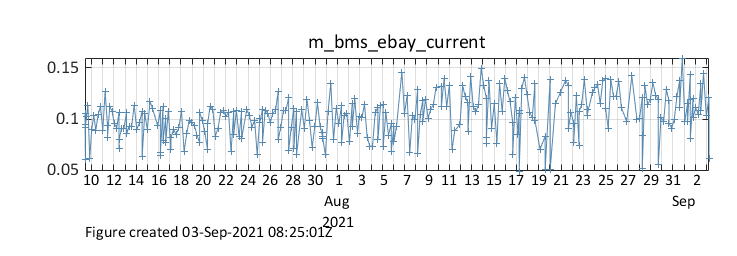 m_bms_ebay_current
0.15
0.1
0.05
10 12 14 16 18 20 22 24 26 28 30 1 3 5 7 9 11 13 15 17 19 21 23 25 27 29 31 2
Aug Sep
2021
Figure created 03-Sep-2021 08:25:01Z